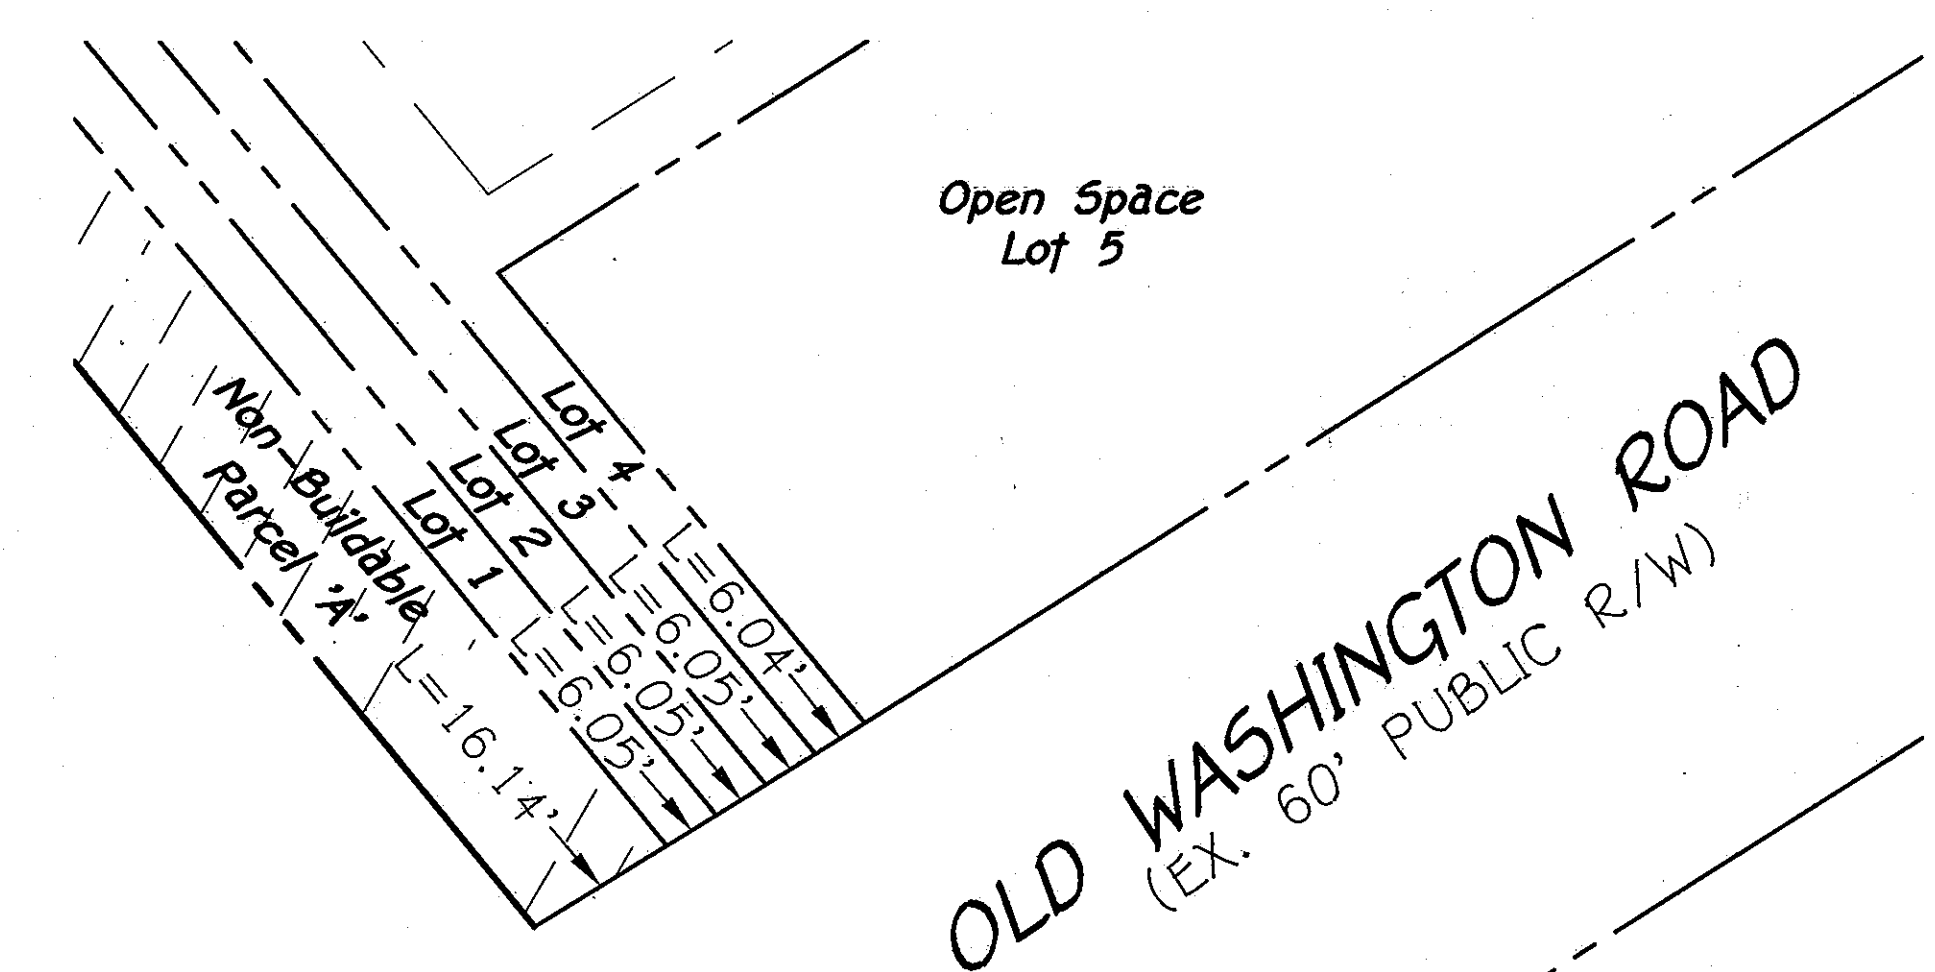 Open Space
Lot 5
Lot 4
Lot 3
Lot 2
Lot 1
Non-Buildable
Parcel 'A'
L=6.04'
L=6.05'
L=6.05'
L=6.05'
L=16.14'
OLD WASHINGTON ROAD
(EX. 60' PUBLIC R/W)